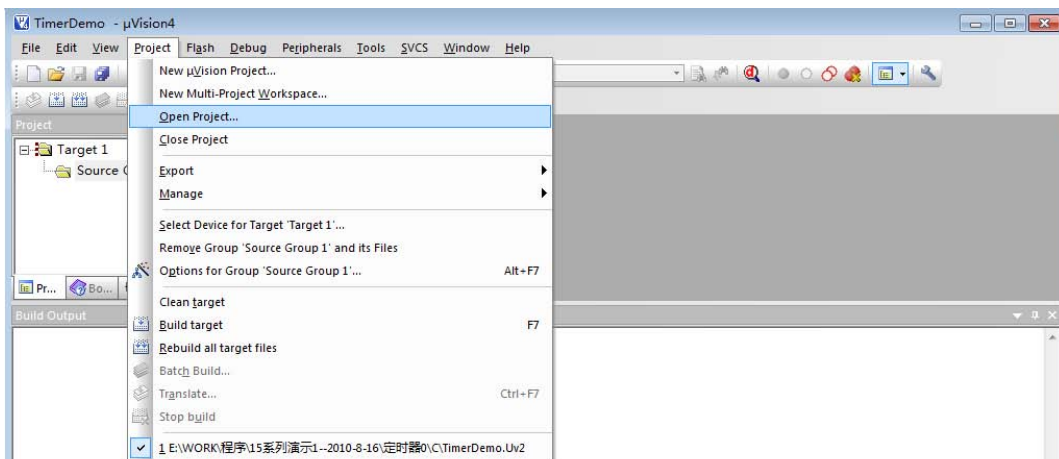 TimerDemo - µVision4
File Edit View Project Flash Debug Peripherals Tools SVCS Window Help
New µVision Project...
New Multi-Project Workspace...
Open Project...
Close Project
Export
Manage
Select Device for Target 'Target 1'...
Remove Group 'Source Group 1' and its Files
Options for Group 'Source Group 1'... Alt+F7
Clean target
Build target F7
Rebuild all target files
Batch Build...
Translate... Ctrl+F7
Stop build
1 E:\WORK\程序\15系列演示1--2010-8-16\定时器0\C\TimerDemo.Uv2
Project
Target 1
Source
Pr... Bo...
Build Output